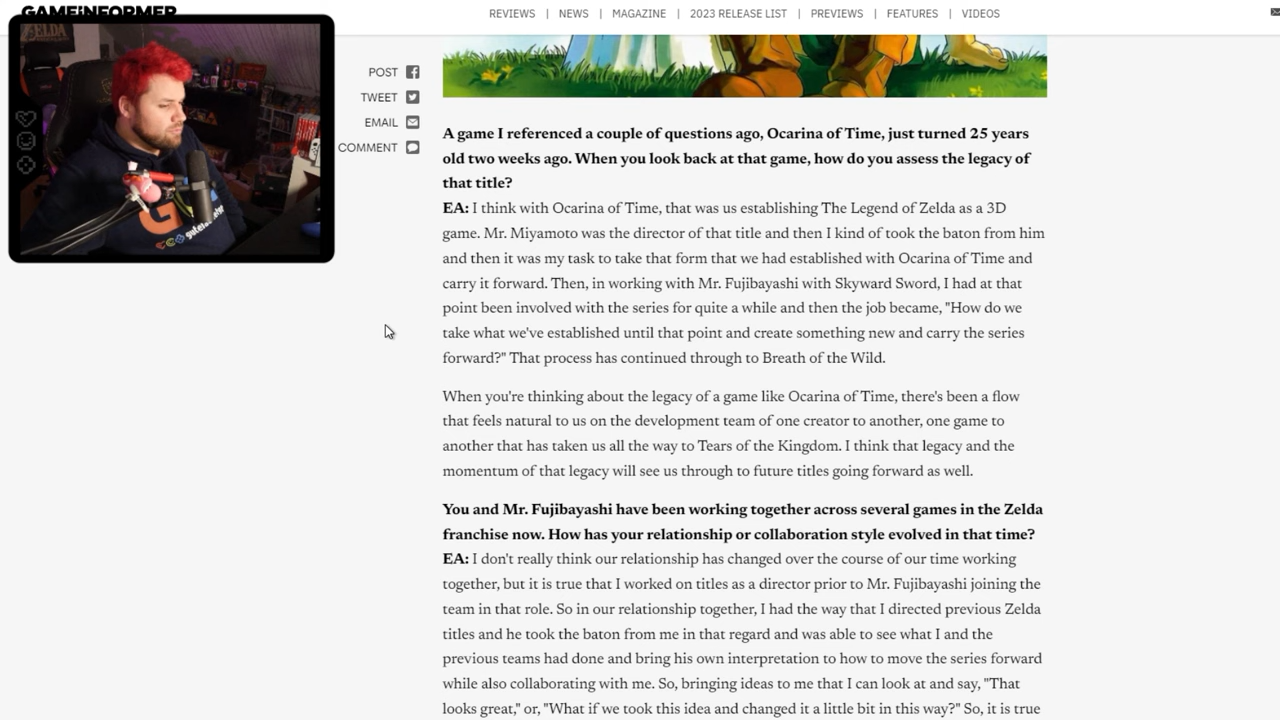 GAMEINFORMER
REVIEWS | NEWS | MAGAZINE | 2023 RELEASE LIST | PREVIEWS | FEATURES | VIDEOS
ZELDA
POST
TWEET
EMAIL
COMMENT
A game I referenced a couple of questions ago, Ocarina of Time, just turned 25 years
old two weeks ago. When you look back at that game, how do you assess the legacy of
that title?
EA: I think with Ocarina of Time, that was us establishing The Legend of Zelda as a 3D
game. Mr. Miyamoto was the director of that title and then I kind of took the baton from him
and then it was my task to take that form that we had established with Ocarina of Time and
carry it forward. Then, in working with Mr. Fujibayashi with Skyward Sword, I had at that
point been involved with the series for quite a while and then the job became, "How do we
take what we've established until that point and create something new and carry the series
forward?" That process has continued through to Breath of the Wild.
When you're thinking about the legacy of a game like Ocarina of Time, there's been a flow
that feels natural to us on the development team of one creator to another, one game to
another that has taken us all the way to Tears of the Kingdom. I think that legacy and the
momentum of that legacy will see us through to future titles going forward as well.
You and Mr. Fujibayashi have been working together across several games in the Zelda
franchise now. How has your relationship or collaboration style evolved in that time?
EA: I don't really think our relationship has changed over the course of our time working
together, but it is true that I worked on titles as a director prior to Mr. Fujibayashi joining the
team in that role. So in our relationship together, I had the way that I directed previous Zelda
titles and he took the baton from me in that regard and was able to see what I and the
previous teams had done and bring his own interpretation to how to move the series forward
while also collaborating with me. So, bringing ideas to me that I can look at and say, "That
looks great," or, "What if we took this idea and changed it a little bit in this way?" So, it is true